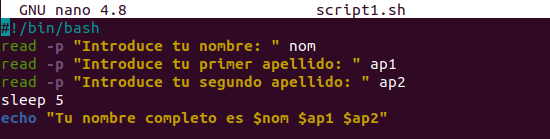 GNU nano 4.8 script1.sh
#!/bin/bash
read -p "Introduce tu nombre: " nom
read -p "Introduce tu primer apellido: " ap1
read -p "Introduce tu segundo apellido: " ap2
sleep 5
echo "Tu nombre completo es $nom $ap1 $ap2"